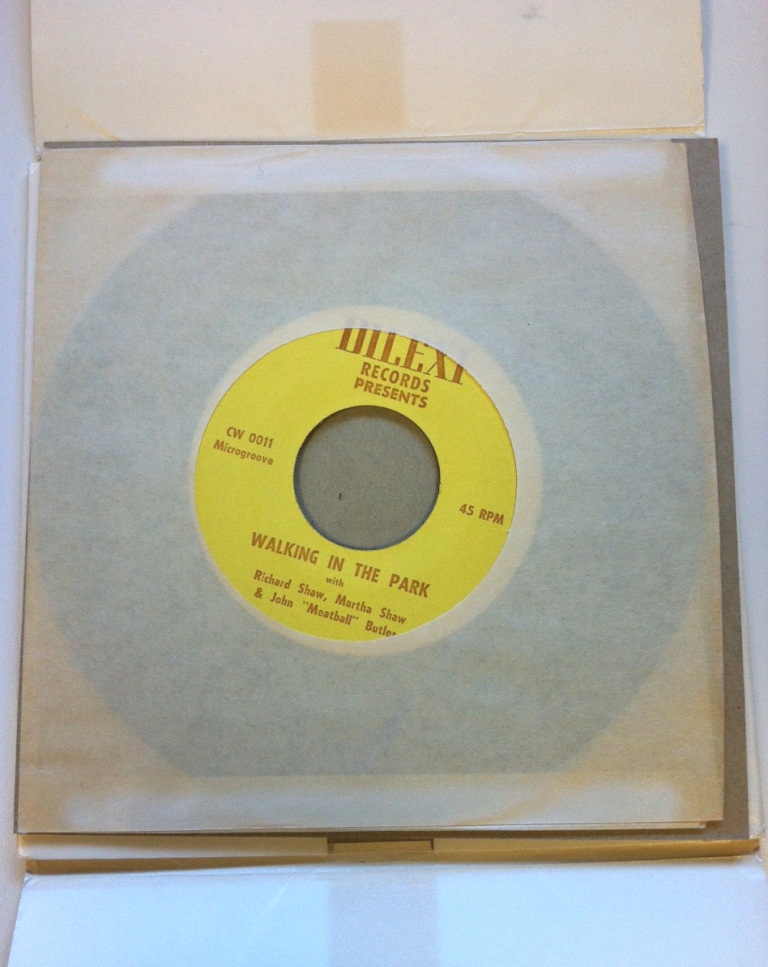 DILEXI
RECORDS
PRESENTS
CW 0011
Microgroove
45 RPM
WALKING IN THE PARK
with
Richard Shaw, Martha Shaw
& John "Meatball" Butler